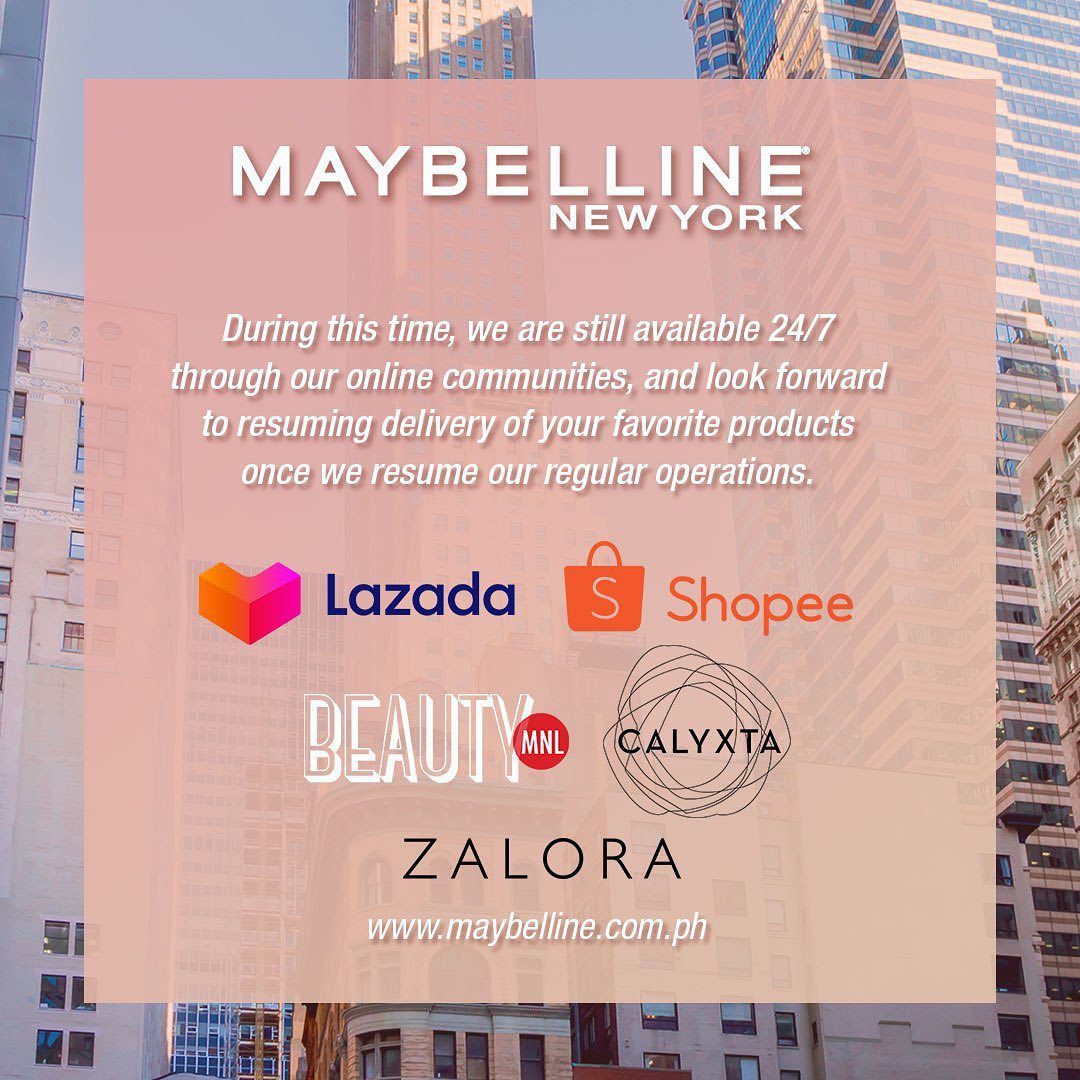 MAYBELLINE®
NEW YORK
During this time, we are still available 24/7
through our online communities, and look forward
to resuming delivery of your favorite products
once we resume our regular operations.
Lazada
S Shopee
BEAUTY MNL
CALYXTA
ZALORA
www.maybelline.com.ph